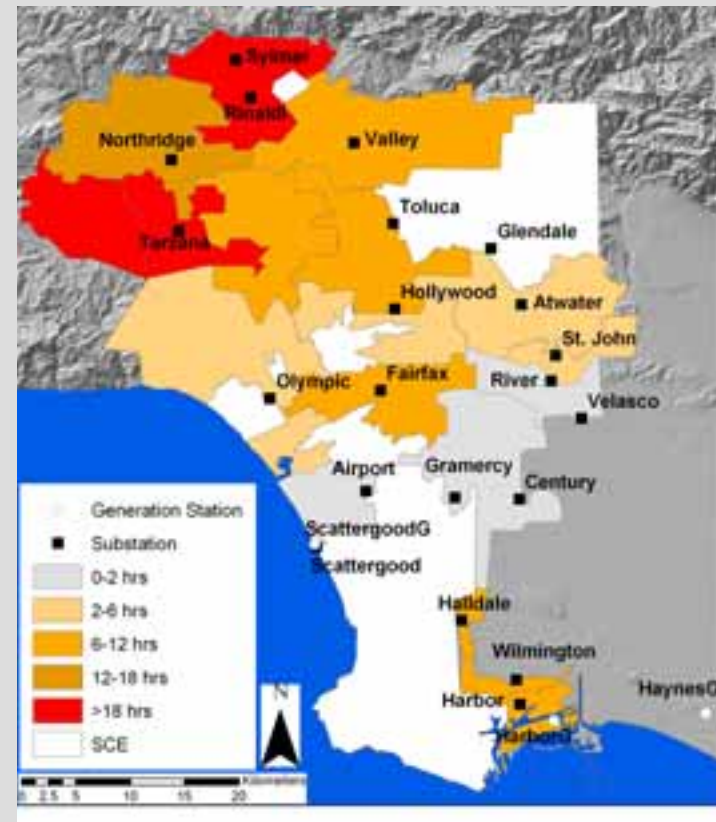 Sylmar
Rinaldi
Northridge
Valley
Toluca
Tarzana
Glendale
Hollywood
Atwater
St. John
Olympic
Fairfax
River
Velasco
Airport
Gramercy
Century
ScattergoodG
Scattergood
Halldale
Wilmington
HaynesG
Harbor
HarborG
Generation Station
Substation
0-2 hrs
2-6 hrs
6-12 hrs
12-18 hrs
>18 hrs
SCE
N
Kilometers
0 2.5 5 10 15 20